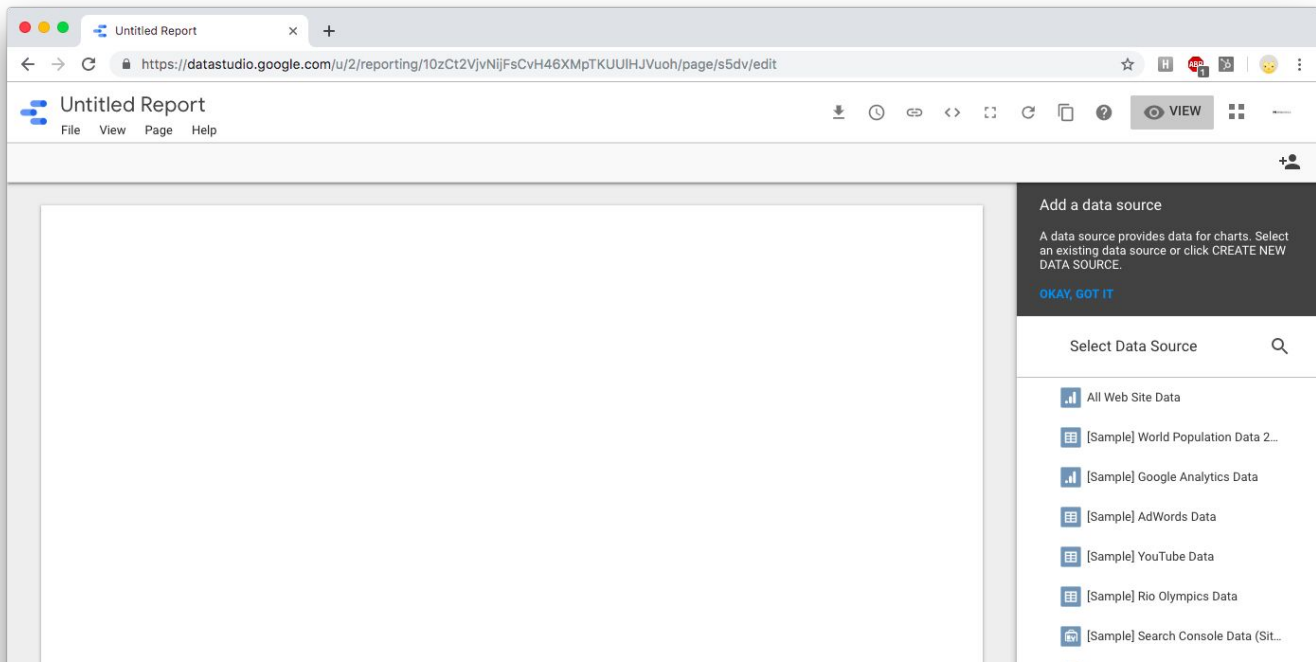 Untitled Report
https://datastudio.google.com/u/2/reporting/10zCt2VjvNijFsCvH46XMpTKUUlHJVuoh/page/s5dv/edit
H
ABP
1
Untitled Report
File View Page Help
VIEW
Add a data source
A data source provides data for charts. Select
an existing data source or click CREATE NEW
DATA SOURCE.
OKAY, GOT IT
Select Data Source
All Web Site Data
[Sample] World Population Data 2...
[Sample] Google Analytics Data
[Sample] AdWords Data
[Sample] YouTube Data
[Sample] Rio Olympics Data
[Sample] Search Console Data (Sit...